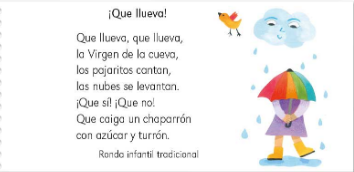 ¡Que llueva!
Que llueva, que llueva,
la Virgen de la cueva,
los pajaritos cantan,
las nubes se levantan.
¡Que sí! ¡Que no!
Que caiga un chaparrón
con azúcar y turrón.
Ronda infantil tradicional